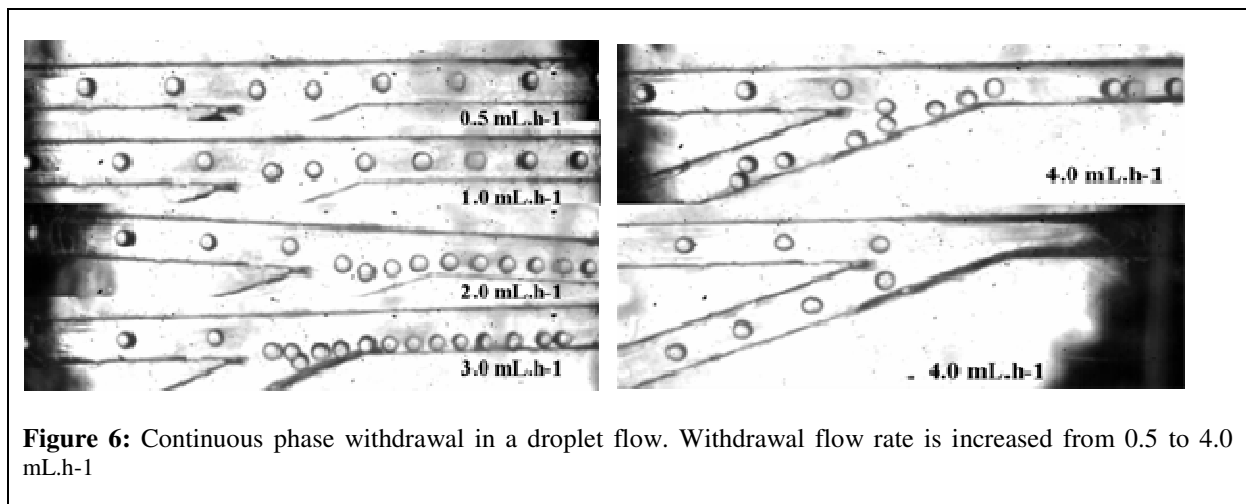 0.5 mL.h-1
1.0 mL.h-1
2.0 mL.h-1
3.0 mL.h-1
4.0 mL.h-1
4.0 mL.h-1
Figure 6: Continuous phase withdrawal in a droplet flow. Withdrawal flow rate is increased from 0.5 to 4.0
mL.h-1